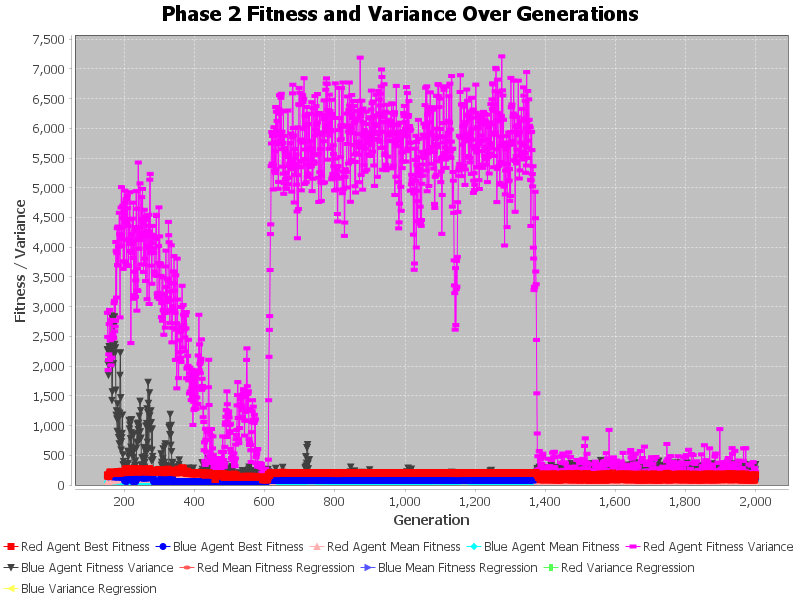 Phase 2 Fitness and Variance Over Generations
7,500
7,000
6,500
6,000
5,500
5,000
4,500
4,000
3,500
3,000
2,500
2,000
1,500
1,000
500
0
Fitness / Variance
200 400 600 800 1,000 1,200 1,400 1,600 1,800 2,000
Generation
Red Agent Best Fitness Blue Agent Best Fitness Red Agent Mean Fitness Blue Agent Mean Fitness Red Agent Fitness Variance
Blue Agent Fitness Variance Red Mean Fitness Regression Blue Mean Fitness Regression Red Variance Regression
Blue Variance Regression